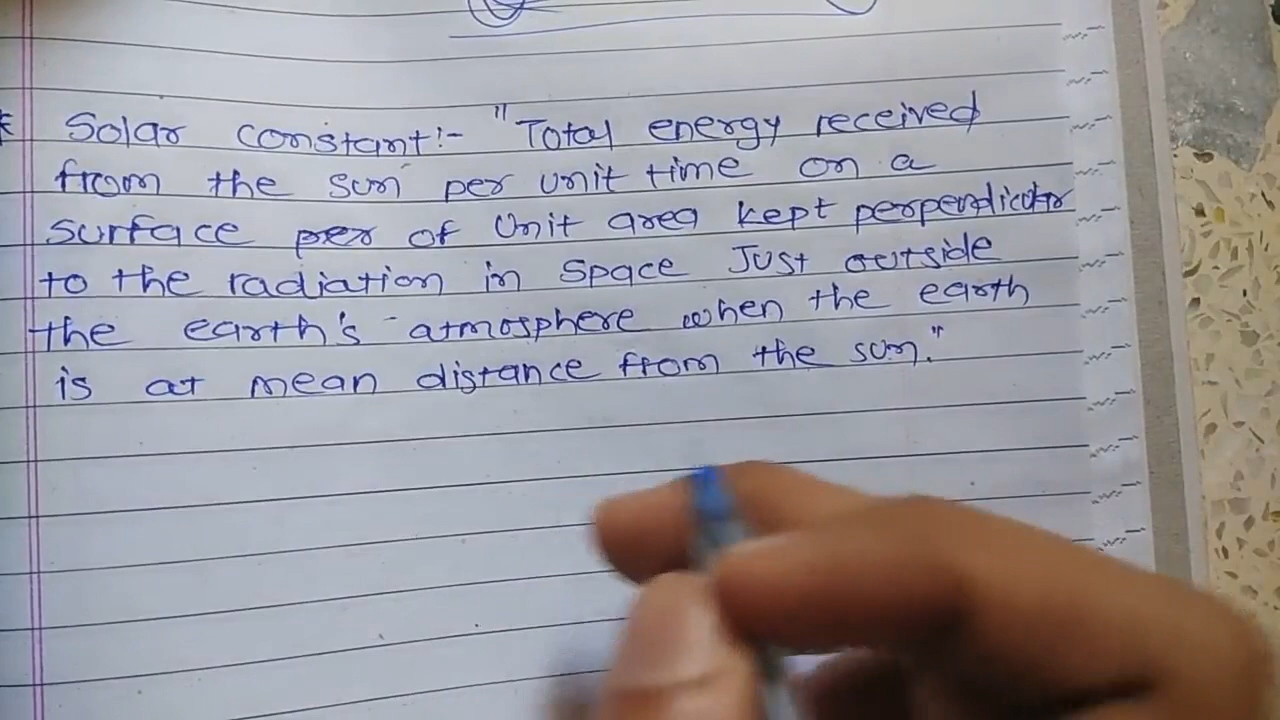 * Solar constant:- "Total energy received
from the sun per unit time on a
surface per of unit area kept perpendicular
to the radiation in space Just outside
the earth's atmosphere when the earth
is at mean distance from the sun."